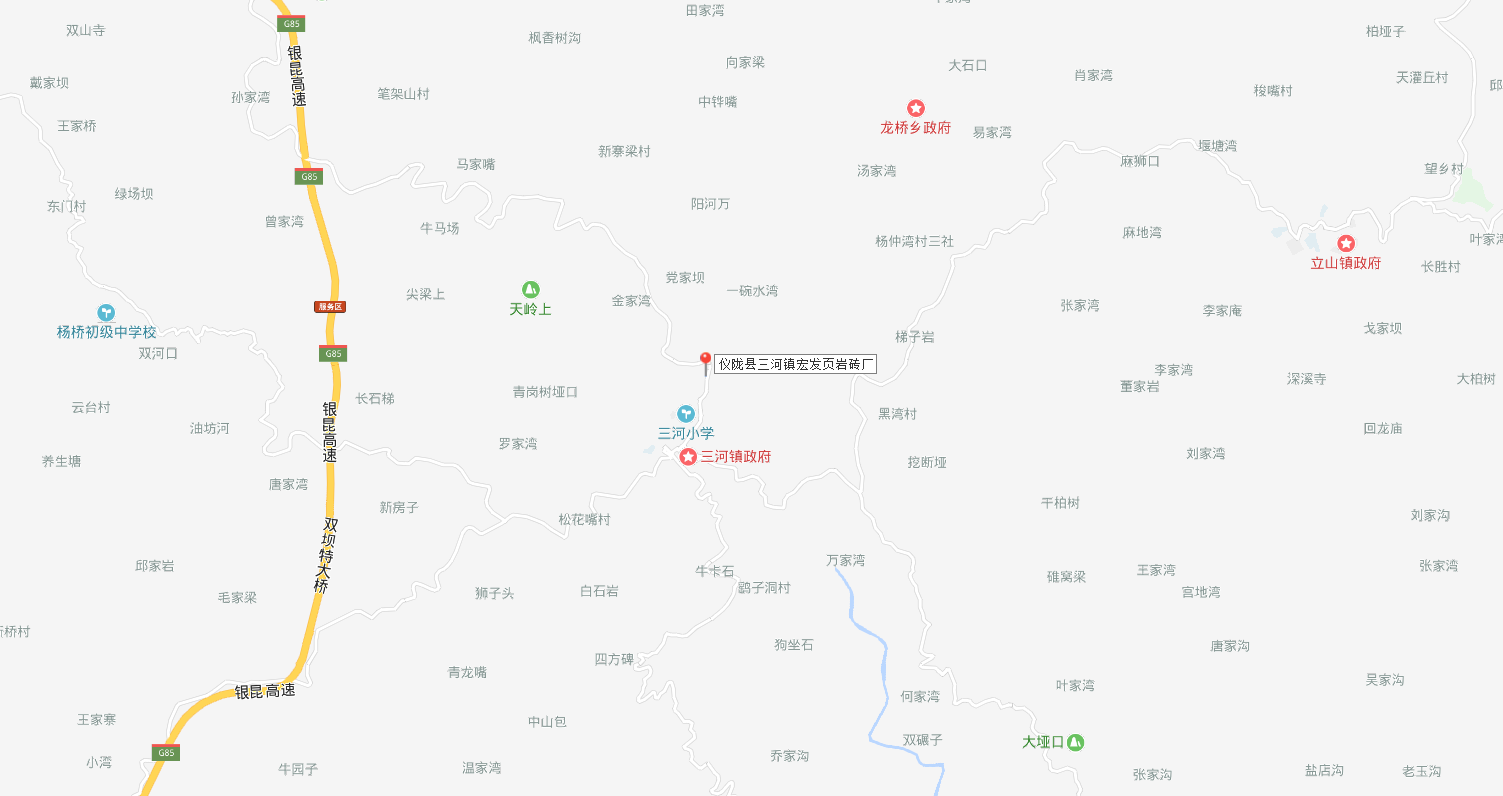 田家湾
双山寺
G85
柏垭子
枫香树沟
银昆高速
向家梁
大石口
肖家湾
天灌丘村
戴家坝
孙家湾
笔架山村
中铧嘴
梭嘴村
龙桥乡政府
王家桥
易家湾
马家嘴
新寨梁村
汤家湾
麻狮口
堰塘湾
望乡村
G85
绿场坝
东门村
阳河万
曾家湾
牛马场
杨仲湾村三社
麻地湾
立山镇政府
长胜村
党家坝
一碗水湾
尖梁上
天岭上
金家湾
张家湾
李家庵
服务区
杨桥初级中学校
戈家坝
梯子岩
双河口
G85
仪陇县三河镇宏发页岩砖厂
李家湾
深溪寺
大柏树
董家岩
长石梯
青岗树垭口
云台村
黑湾村
油坊河
银昆高速
三河小学
回龙庙
罗家湾
三河镇政府
刘家湾
养生塘
挖断垭
唐家湾
新房子
干柏树
松花嘴村
刘家沟
双坝特大桥
万家湾
邱家岩
牛卡石
碓窝梁
王家湾
张家湾
毛家梁
狮子头
白石岩
鹞子洞村
宫地湾
狗坐石
唐家沟
四方碑
青龙嘴
叶家湾
吴家沟
银昆高速
何家湾
王家寨
中山包
双碾子
大垭口
G85
小湾
牛园子
温家湾
乔家沟
张家沟
盐店沟
老玉沟